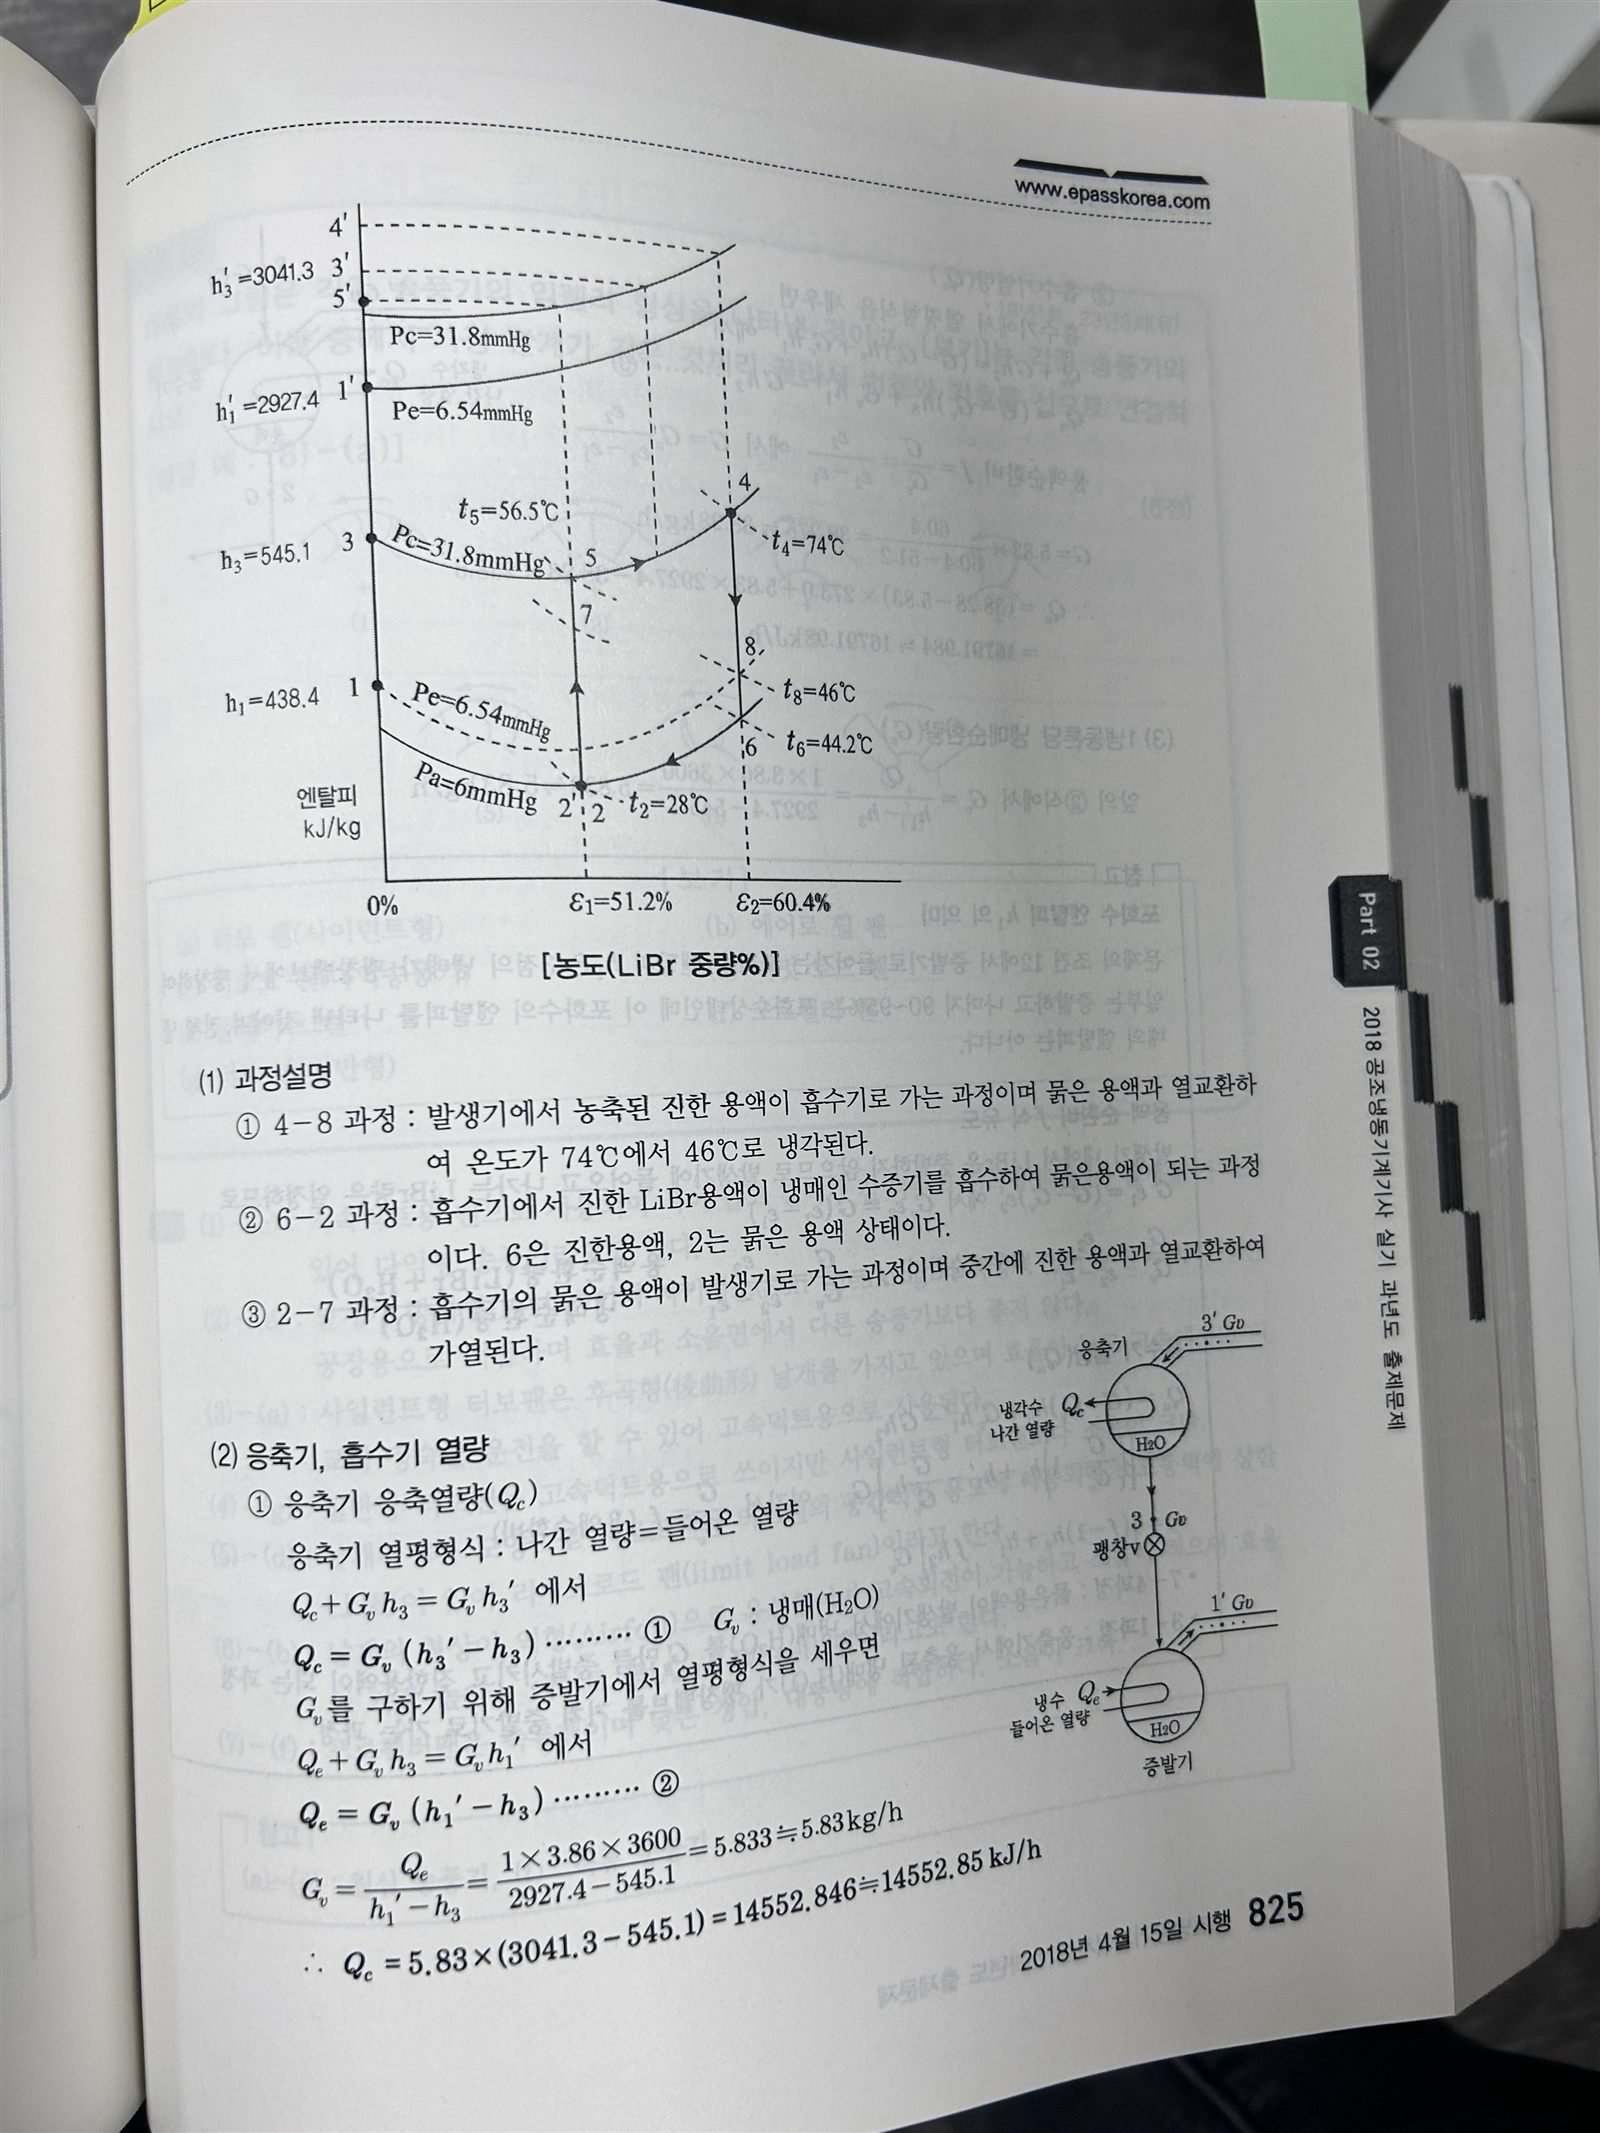 www.epasskorea.com
4′
h₃′=3041.3 3′
5′
Pc=31.8mmHg
h₁′=2927.4 1′
Pe=6.54mmHg
4
t₅=56.5℃
t₄=74℃
h₃=545.1 3
Pc=31.8mmHg
5
7
8
h₁=438.4 1
Pe=6.54mmHg
t₈=46℃
6
t₆=44.2℃
Pa=6mmHg
2′ 2
t₂=28℃
엔탈피
kJ/kg
0% ε₁=51.2% ε₂=60.4%
[농도(LiBr 중량%)]
Part 02
2018 공조냉동기계기사 실기 과년도 출제문제
(1) 과정설명
① 4-8 과정 : 발생기에서 농축된 진한 용액이 흡수기로 가는 과정이며 묽은 용액과 열교환하
여 온도가 74℃에서 46℃로 냉각된다.
② 6-2 과정 : 흡수기에서 진한 LiBr용액이 냉매인 수증기를 흡수하여 묽은용액이 되는 과정
이다. 6은 진한용액, 2는 묽은 용액 상태이다.
③ 2-7 과정 : 흡수기의 묽은 용액이 발생기로 가는 과정이며 중간에 진한 용액과 열교환하여
가열된다.
(2) 응축기, 흡수기 열량
① 응축기 응축열량(Qc)
응축기 열평형식 : 나간 열량=들어온 열량
Qc + Gv h₃ = Gv h₃′ 에서
Qc = Gv (h₃′ - h₃) ········· ① Gv : 냉매(H₂O)
Gv를 구하기 위해 증발기에서 열평형식을 세우면
Qe + Gv h₃ = Gv h₁′ 에서
Qe = Gv (h₁′ - h₃) ········· ②
Gv = Qe / (h₁′ - h₃) = (1×3.86×3600) / (2927.4-545.1) = 5.833≒5.83kg/h
∴ Qc = 5.83×(3041.3-545.1) = 14552.846≒14552.85 kJ/h
3′ Gv
응축기
냉각수 Qc
나간 열량
H₂O
3 Gv
팽창v
1′ Gv
냉수 Qe
들어온 열량
H₂O
증발기
2018년 4월 15일 시행 825